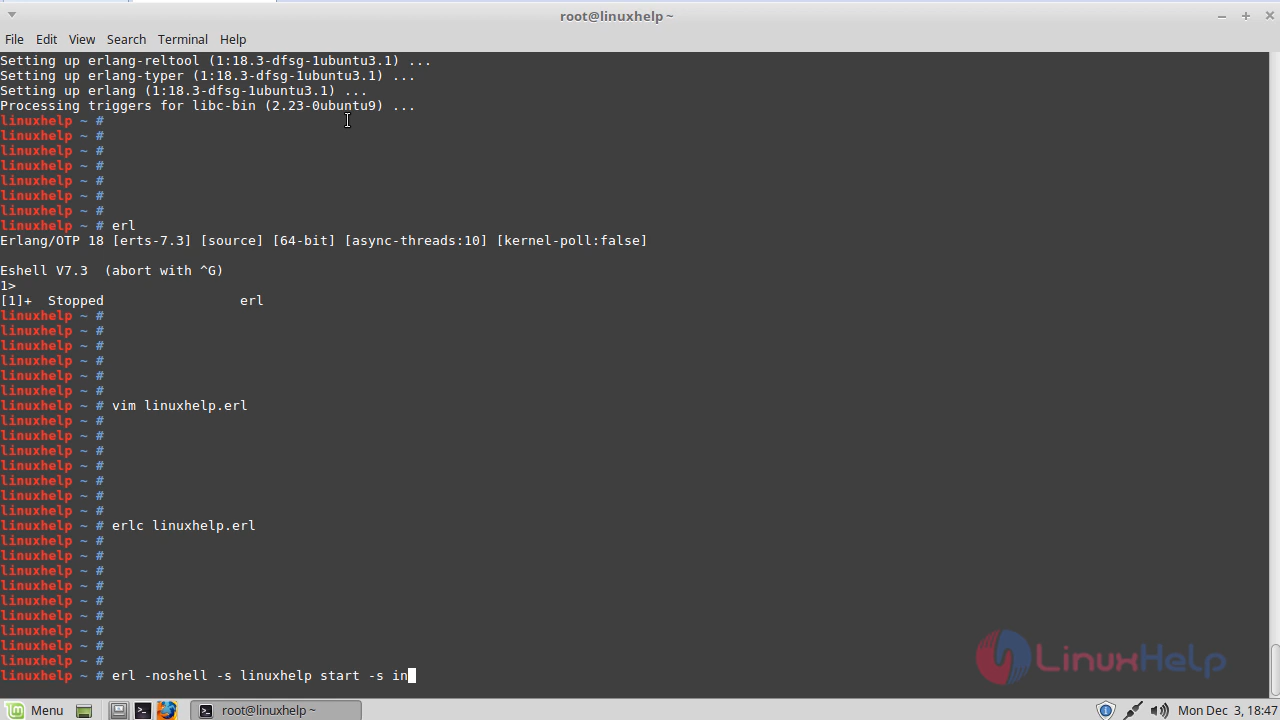 root@linuxhelp ~
File Edit View Search Terminal Help
Setting up erlang-reltool (1:18.3-dfsg-1ubuntu3.1) ...
Setting up erlang-typer (1:18.3-dfsg-1ubuntu3.1) ...
Setting up erlang (1:18.3-dfsg-1ubuntu3.1) ...
Processing triggers for libc-bin (2.23-0ubuntu9) ...
linuxhelp ~ #
linuxhelp ~ #
linuxhelp ~ #
linuxhelp ~ #
linuxhelp ~ #
linuxhelp ~ #
linuxhelp ~ #
linuxhelp ~ # erl
Erlang/OTP 18 [erts-7.3] [source] [64-bit] [async-threads:10] [kernel-poll:false]
Eshell V7.3  (abort with ^G)
1>
[1]+  Stopped                 erl
linuxhelp ~ #
linuxhelp ~ #
linuxhelp ~ #
linuxhelp ~ #
linuxhelp ~ #
linuxhelp ~ #
linuxhelp ~ # vim linuxhelp.erl
linuxhelp ~ #
linuxhelp ~ #
linuxhelp ~ #
linuxhelp ~ #
linuxhelp ~ #
linuxhelp ~ #
linuxhelp ~ #
linuxhelp ~ # erlc linuxhelp.erl
linuxhelp ~ #
linuxhelp ~ #
linuxhelp ~ #
linuxhelp ~ #
linuxhelp ~ #
linuxhelp ~ #
linuxhelp ~ #
linuxhelp ~ #
linuxhelp ~ #
linuxhelp ~ # erl -noshell -s linuxhelp start -s in
LinuxHelp
Menu
root@linuxhelp ~
Mon Dec 3, 18:47